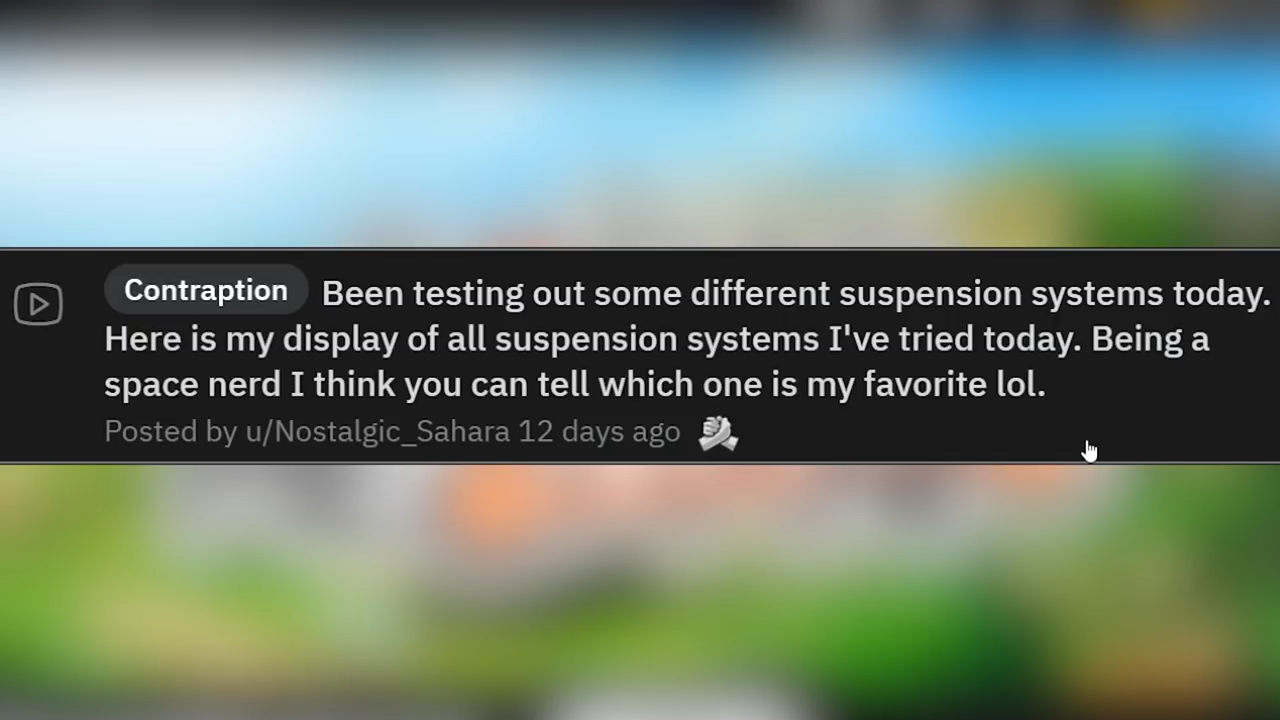 Contraption Been testing out some different suspension systems today.
Here is my display of all suspension systems I've tried today. Being a
space nerd I think you can tell which one is my favorite lol.
Posted by u/Nostalgic_Sahara 12 days ago